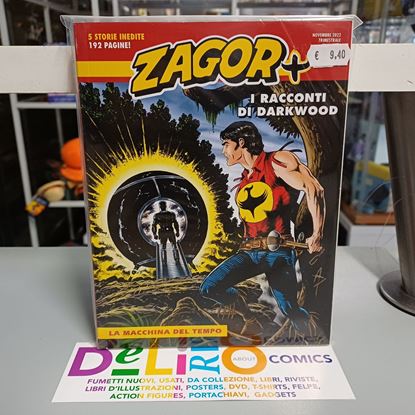 5 STORIE INEDITE
192 PAGINE!
NOVEMBRE 2022
TRIMESTRALE
€ 9,40
ZAGOR+
I RACCONTI
DI DARKWOOD
LA MACCHINA DEL TEMPO
DeLiRiO
ABOUT
COMICS
FUMETTI NUOVI, USATI, DA COLLEZIONE, LIBRI, RIVISTE,
LIBRI D'ILLUSTRAZIONI, POSTERS, DVD, T-SHIRTS, FELPE,
ACTION FIGURES, PORTACHIAVI, GADGETS